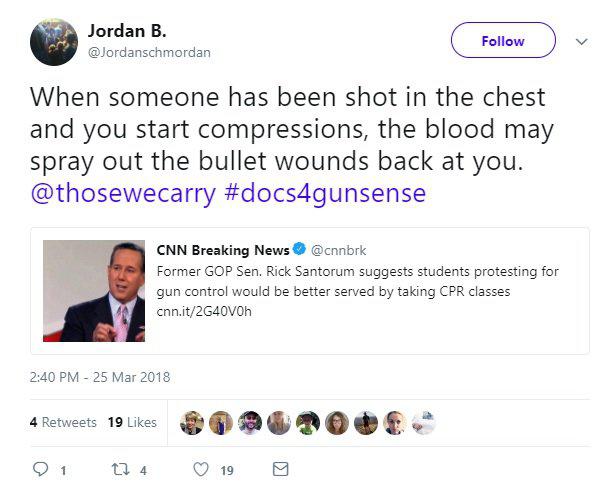 Jordan B.
@Jordanschmordan
Follow
When someone has been shot in the chest
and you start compressions, the blood may
spray out the bullet wounds back at you.
@thosewecarry #docs4gunsense
CNN Breaking News @cnnbrk
Former GOP Sen. Rick Santorum suggests students protesting for
gun control would be better served by taking CPR classes
cnn.it/2G40V0h
2:40 PM - 25 Mar 2018
4 Retweets 19 Likes
1 4 19